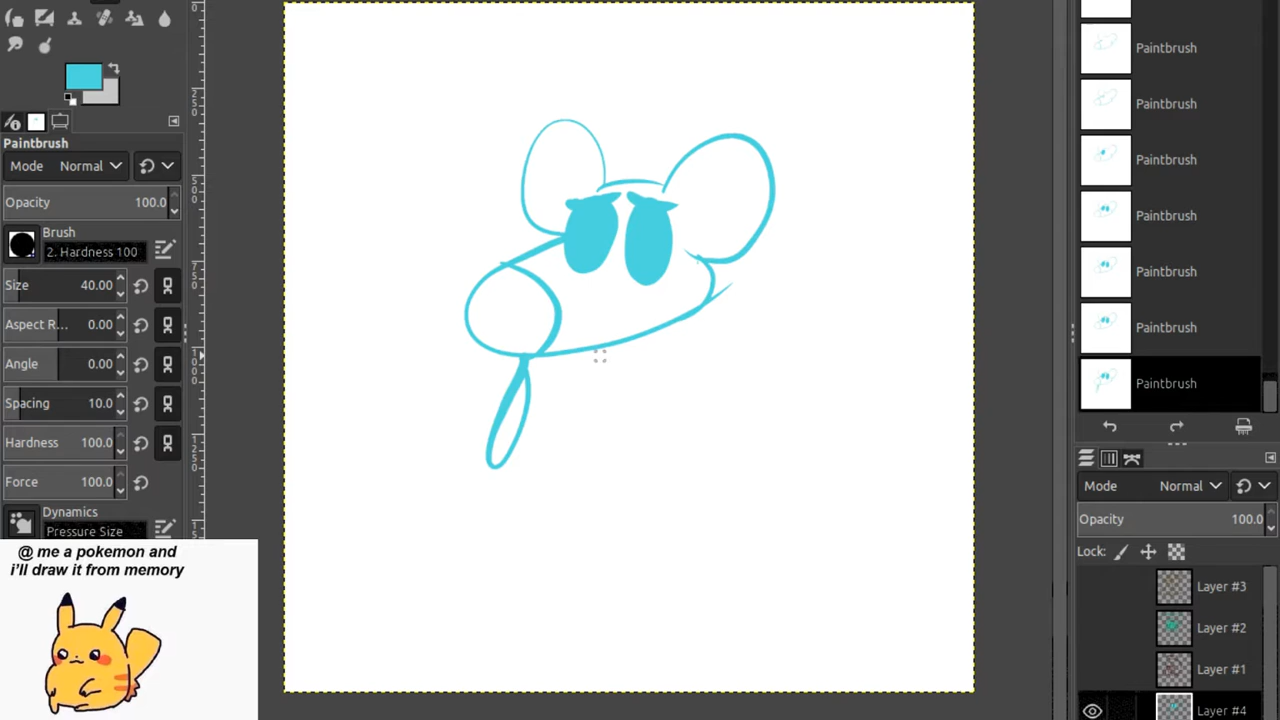 Paintbrush
Mode Normal
Opacity 100.0
Brush
2. Hardness 100
Size 40.00
Aspect R... 0.00
Angle 0.00
Spacing 10.0
Hardness 100.0
Force 100.0
Dynamics
Pressure Size
@ me a pokemon and
i'll draw it from memory
Paintbrush
Paintbrush
Paintbrush
Paintbrush
Paintbrush
Paintbrush
Paintbrush
Mode Normal
Opacity 100.0
Lock:
Layer #3
Layer #2
Layer #1
Layer #4